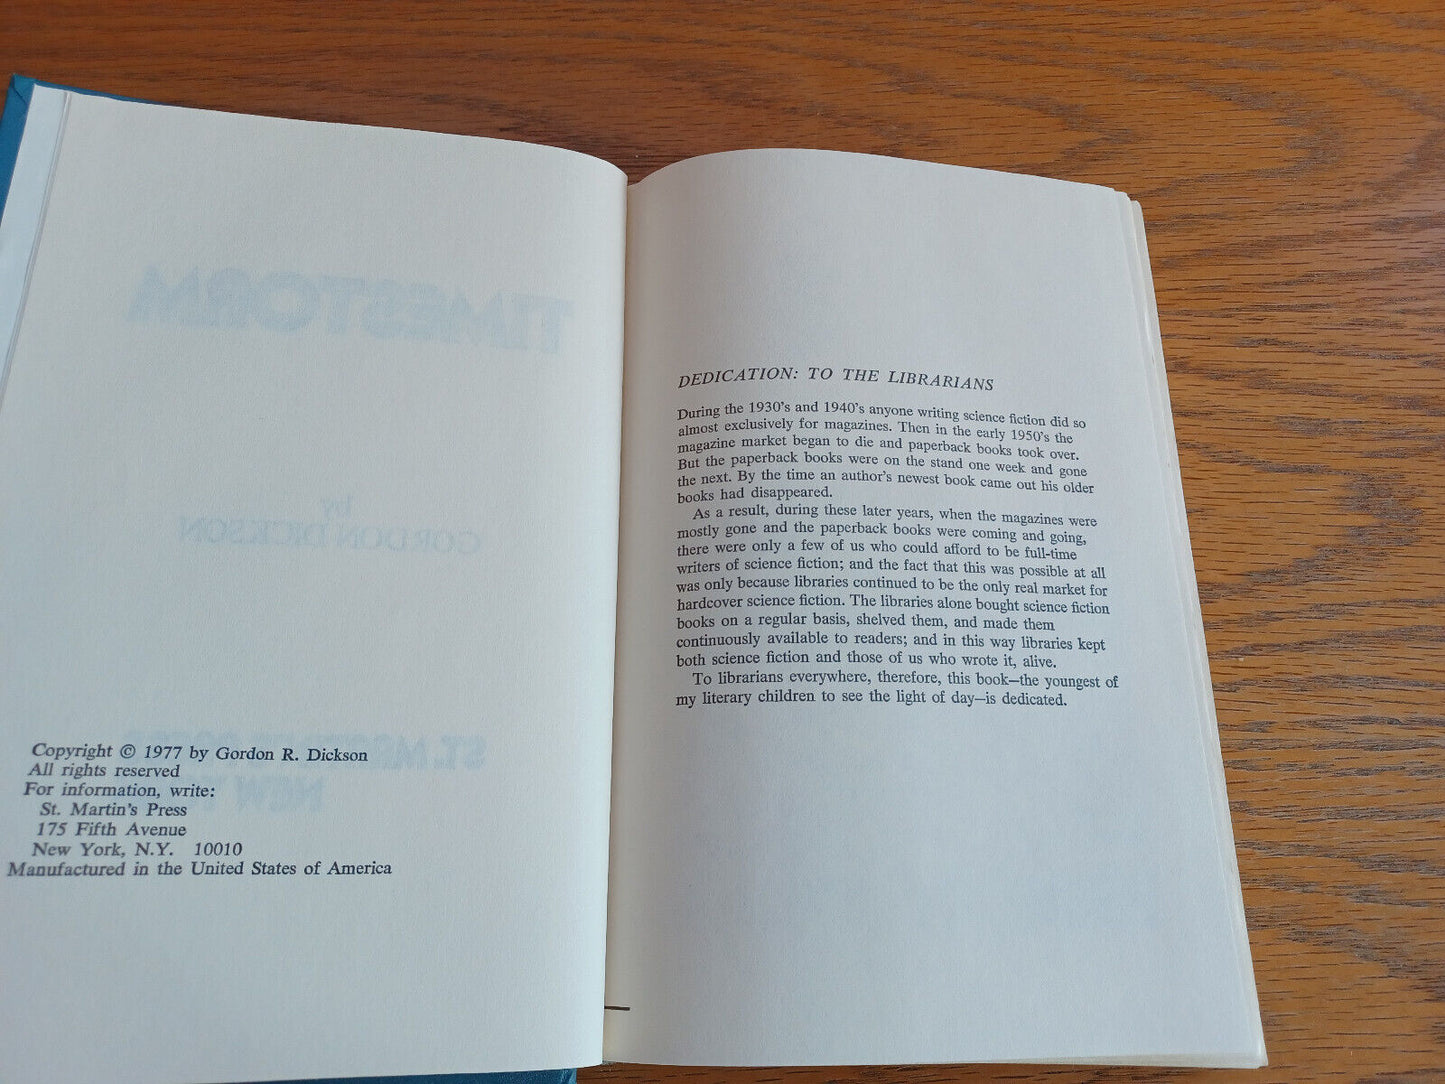 TIMESTORM
by
GORDON DICKSON
ST. MARTIN'S PRESS
NEW YORK
Copyright © 1977 by Gordon R. Dickson
All rights reserved
For information, write:
St. Martin's Press
175 Fifth Avenue
New York, N.Y. 10010
Manufactured in the United States of America
DEDICATION: TO THE LIBRARIANS
During the 1930's and 1940's anyone writing science fiction did so
almost exclusively for magazines. Then in the early 1950's the
magazine market began to die and paperback books took over.
But the paperback books were on the stand one week and gone
the next. By the time an author's newest book came out his older
books had disappeared.
As a result, during these later years, when the magazines were
mostly gone and the paperback books were coming and going,
there were only a few of us who could afford to be full-time
writers of science fiction; and the fact that this was possible at all
was only because libraries continued to be the only real market for
hardcover science fiction. The libraries alone bought science fiction
books on a regular basis, shelved them, and made them
continuously available to readers; and in this way libraries kept
both science fiction and those of us who wrote it, alive.
To librarians everywhere, therefore, this book—the youngest of
my literary children to see the light of day—is dedicated.